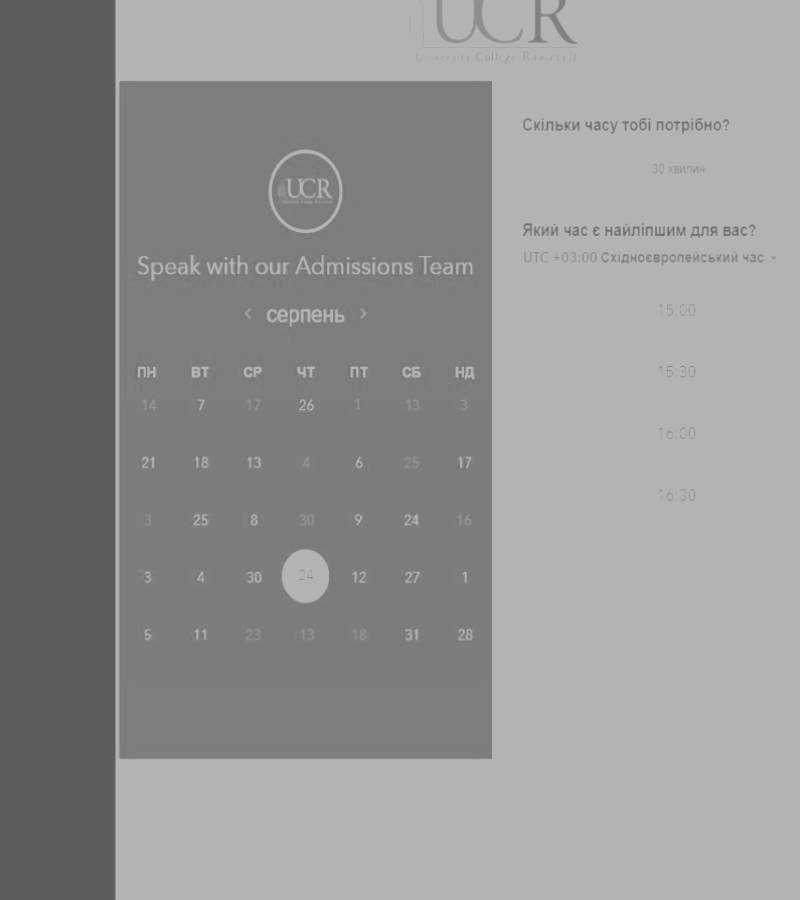 UCR
University College Roosevelt
UCR
Speak with our Admissions Team
‹ серпень ›
ПН ВТ СР ЧТ ПТ СБ НД
14 7 17 26 1 13 3
21 18 13 4 6 25 17
3 25 8 30 9 24 16
3 4 30 24 12 27 1
5 11 23 13 18 31 28
Скільки часу тобі потрібно?
30 хвилин
Який час є найліпшим для вас?
UTC +03:00 Східноєвропейський час
15:00
15:30
16:00
16:30